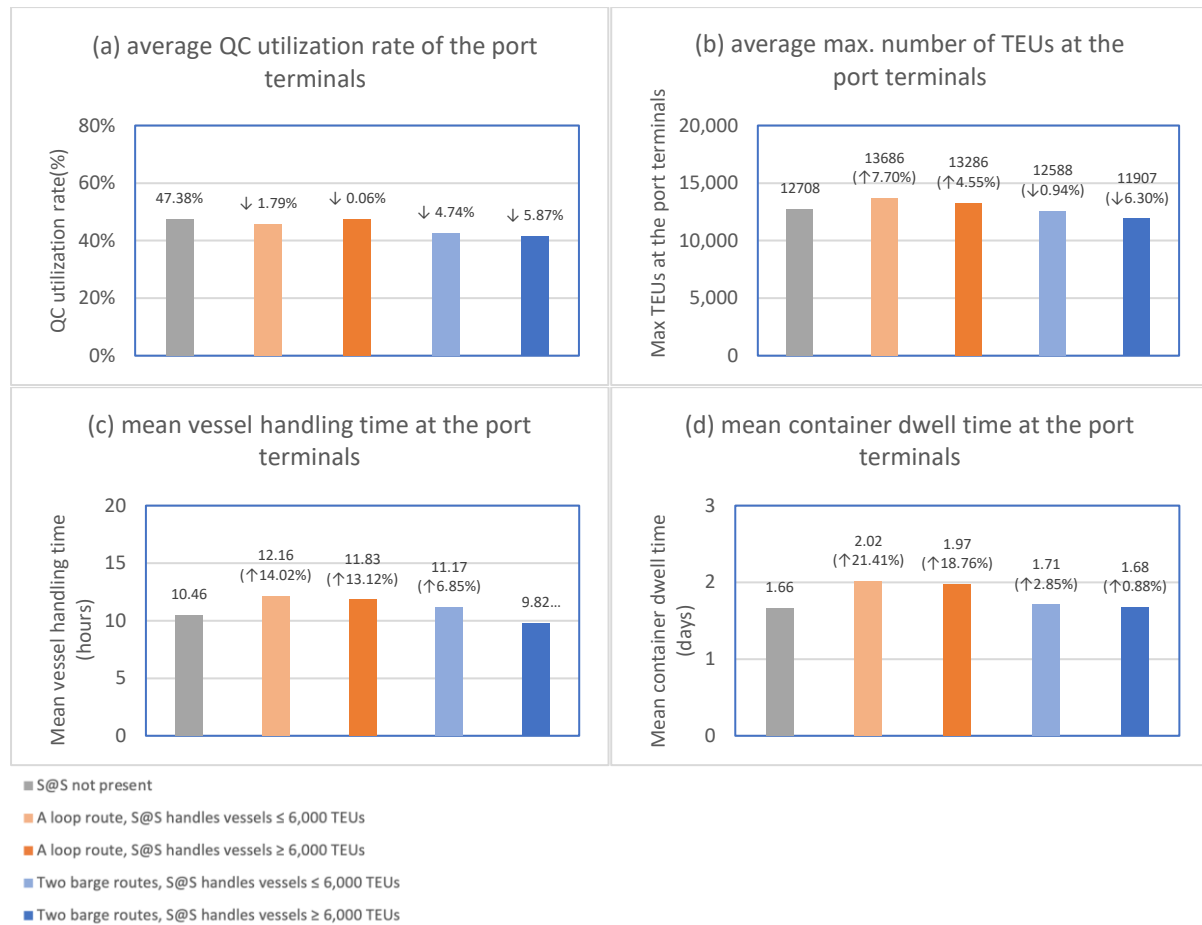 (a) average QC utilization rate of the port
terminals
QC utilization rate(%)
80%
60%
40%
20%
0%
47.38%
↓ 1.79%
↓ 0.06%
↓ 4.74%
↓ 5.87%
(b) average max. number of TEUs at the
port terminals
Max TEUs at the port terminals
20,000
15,000
10,000
5,000
0
12708
13686
(↑7.70%)
13286
(↑4.55%)
12588
(↓0.94%)
11907
(↓6.30%)
(c) mean vessel handling time at the port
terminals
Mean vessel handling time
(hours)
20
15
10
5
0
10.46
12.16
(↑14.02%)
11.83
(↑13.12%)
11.17
(↑6.85%)
9.82...
(d) mean container dwell time at the port
terminals
Mean container dwell time
(days)
3
2
1
0
1.66
2.02
(↑21.41%)
1.97
(↑18.76%)
1.71
(↑2.85%)
1.68
(↑0.88%)
S@S not present
A loop route, S@S handles vessels ≤ 6,000 TEUs
A loop route, S@S handles vessels ≥ 6,000 TEUs
Two barge routes, S@S handles vessels ≤ 6,000 TEUs
Two barge routes, S@S handles vessels ≥ 6,000 TEUs